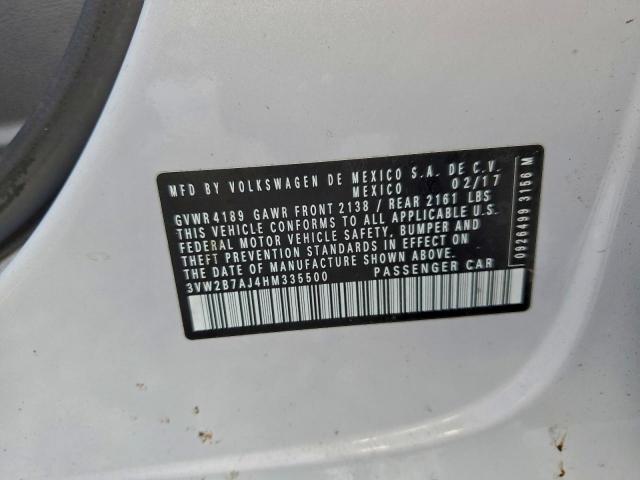 MFD BY VOLKSWAGEN DE MEXICO S.A. DE C.V.
MEXICO 02/17
GVWR4189 GAWR FRONT 2138 / REAR 2161 LBS
THIS VEHICLE CONFORMS TO ALL APPLICABLE U.S.
FEDERAL MOTOR VEHICLE SAFETY, BUMPER AND
THEFT PREVENTION STANDARDS IN EFFECT ON
THE DATE OF MANUFACTURE SHOWN ABOVE.
3VW2B7AJ4HM335500 PASSENGER CAR
0926499 3156 M